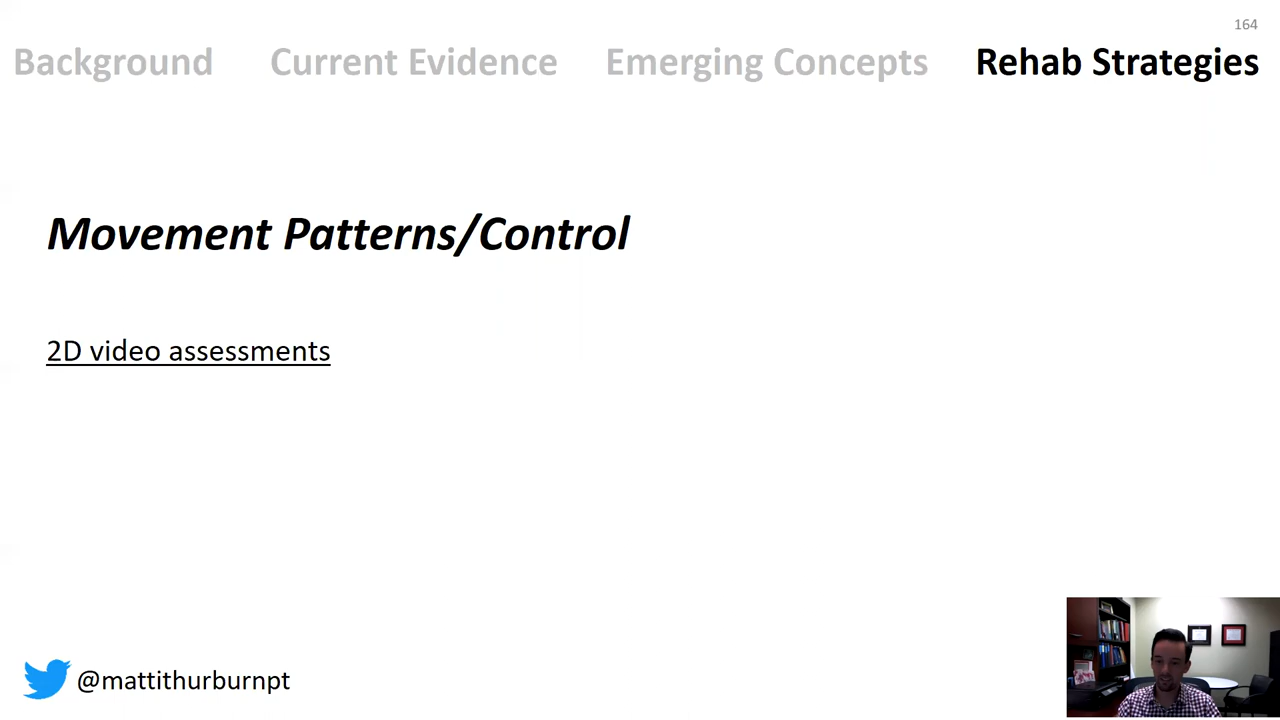 164
Background Current Evidence Emerging Concepts Rehab Strategies
Movement Patterns/Control
2D video assessments
@mattithurburnpt